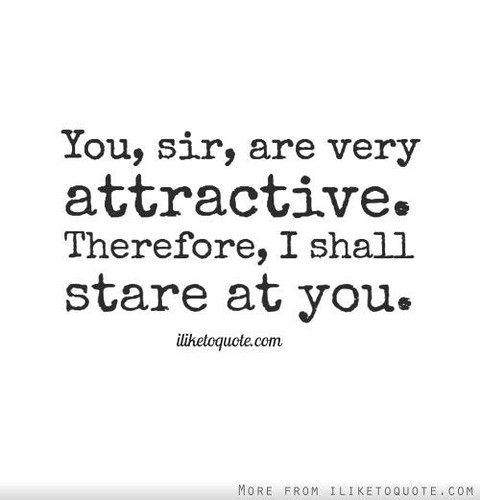 You, sir, are very
attractive.
Therefore, I shall
stare at you.
iliketoquote.com
More from iliketoquote.com